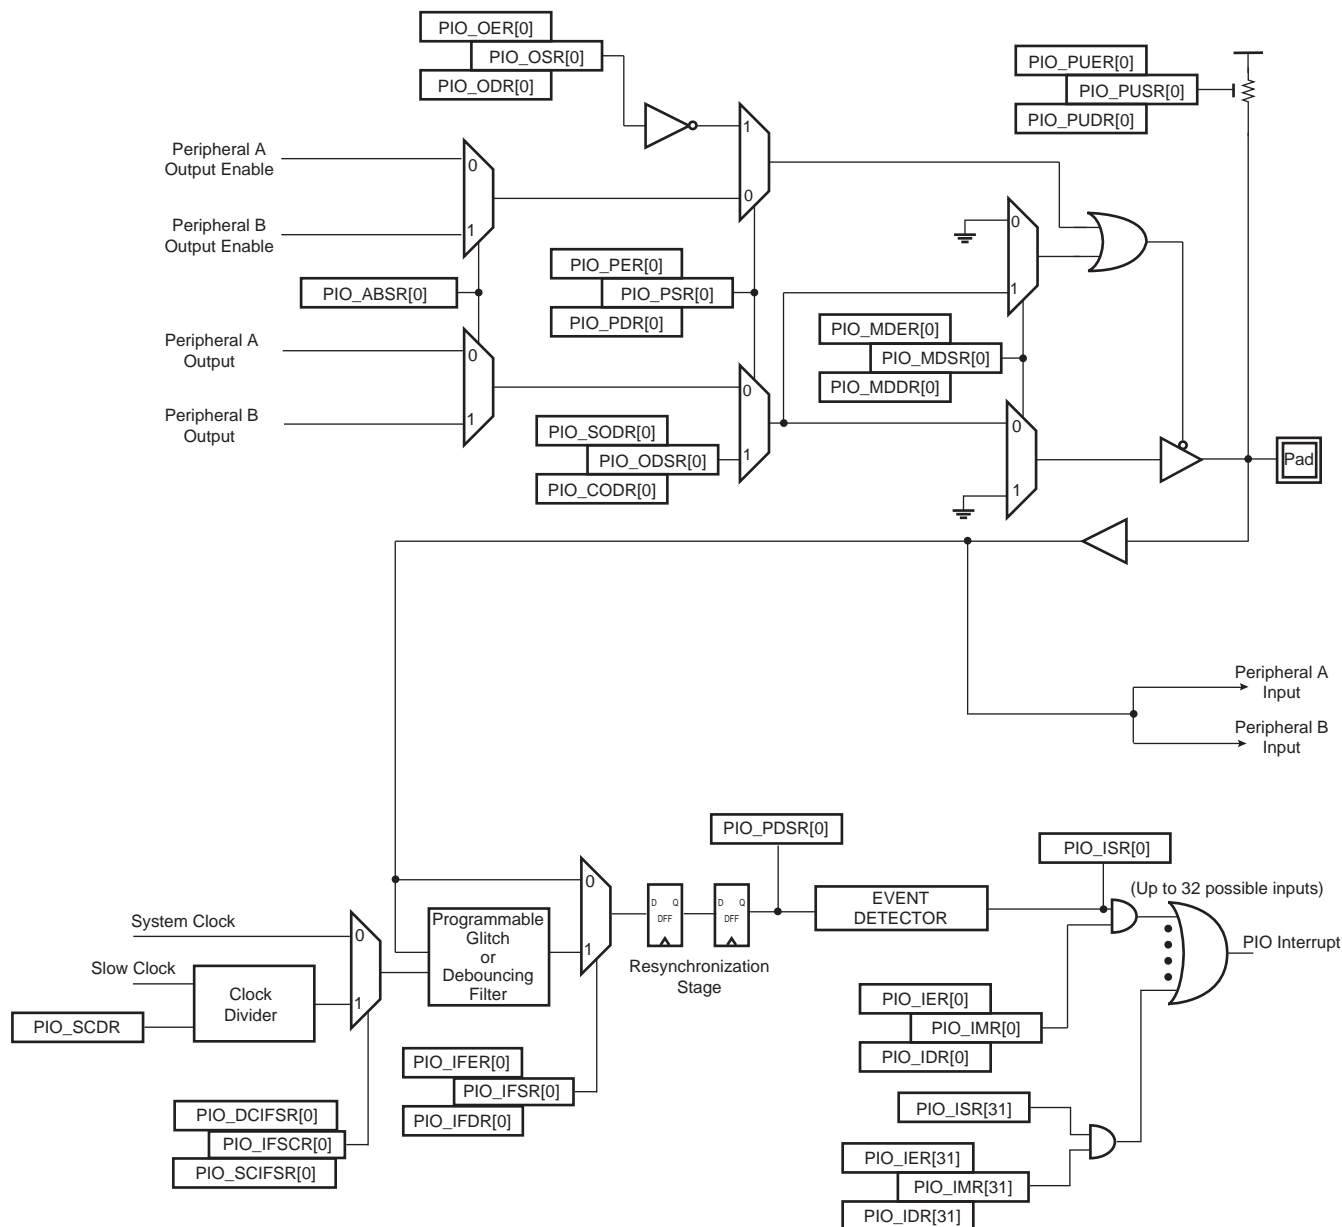 PIO_OER[0]
PIO_OSR[0]
PIO_ODR[0]
PIO_PUER[0]
PIO_PUSR[0]
PIO_PUDR[0]
1
0
Peripheral A
Output Enable
0
Peripheral B
Output Enable
1
PIO_ABSR[0]
PIO_PER[0]
PIO_PSR[0]
PIO_PDR[0]
0
1
PIO_MDER[0]
PIO_MDSR[0]
PIO_MDDR[0]
Peripheral A
Output
0
Peripheral B
Output
1
0
1
PIO_SODR[0]
PIO_ODSR[0]
PIO_CODR[0]
0
1
Pad
Peripheral A
Input
Peripheral B
Input
PIO_PDSR[0]
PIO_ISR[0]
(Up to 32 possible inputs)
0
1
D Q
DFF
D Q
DFF
Resynchronization
Stage
EVENT
DETECTOR
PIO Interrupt
System Clock
0
Slow Clock
1
Clock
Divider
PIO_SCDR
Programmable
Glitch
or
Debouncing
Filter
PIO_IER[0]
PIO_IMR[0]
PIO_IDR[0]
PIO_IFER[0]
PIO_IFSR[0]
PIO_IFDR[0]
PIO_DCIFSR[0]
PIO_IFSCR[0]
PIO_SCIFSR[0]
PIO_ISR[31]
PIO_IER[31]
PIO_IMR[31]
PIO_IDR[31]